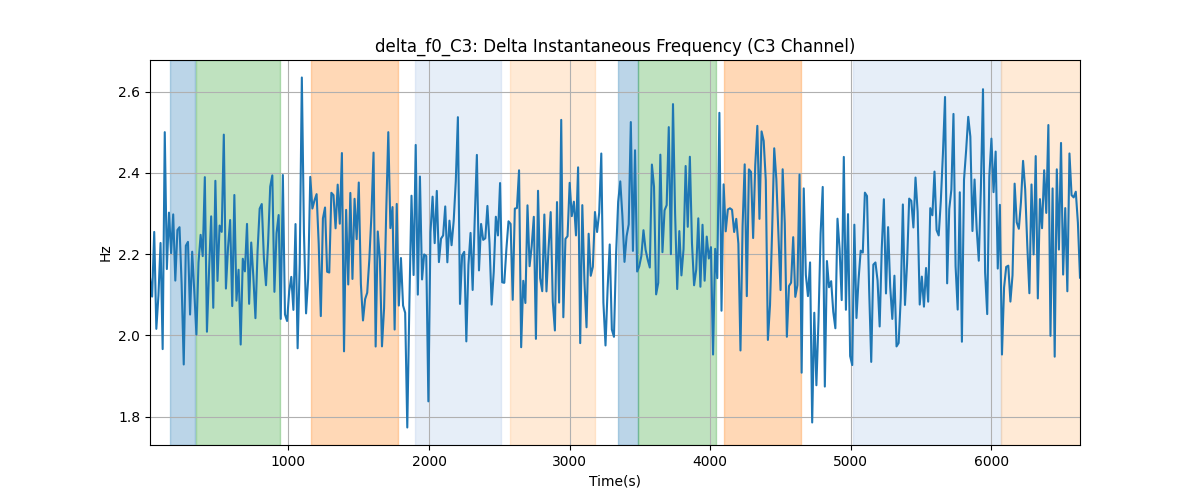 delta_f0_C3: Delta Instantaneous Frequency (C3 Channel)
2.6
2.4
2.2
2.0
1.8
Hz
1000 2000 3000 4000 5000 6000
Time(s)